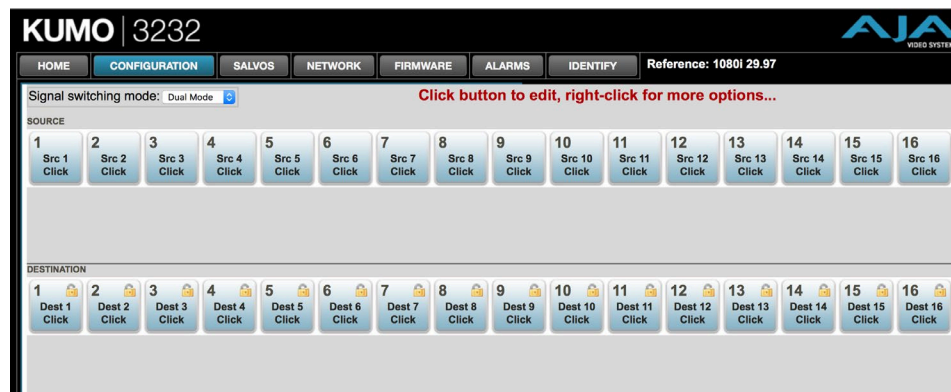 KUMO | 3232
AJA
VIDEO SYSTEM
HOME CONFIGURATION SALVOS NETWORK FIRMWARE ALARMS IDENTIFY Reference: 1080i 29.97
Signal switching mode: Dual Mode Click button to edit, right-click for more options...
SOURCE
1 2 3 4 5 6 7 8 9 10 11 12 13 14 15 16
Src 1 Src 2 Src 3 Src 4 Src 5 Src 6 Src 7 Src 8 Src 9 Src 10 Src 11 Src 12 Src 13 Src 14 Src 15 Src 16
Click Click Click Click Click Click Click Click Click Click Click Click Click Click Click Click
DESTINATION
1 2 3 4 5 6 7 8 9 10 11 12 13 14 15 16
Dest 1 Dest 2 Dest 3 Dest 4 Dest 5 Dest 6 Dest 7 Dest 8 Dest 9 Dest 10 Dest 11 Dest 12 Dest 13 Dest 14 Dest 15 Dest 16
Click Click Click Click Click Click Click Click Click Click Click Click Click Click Click Click